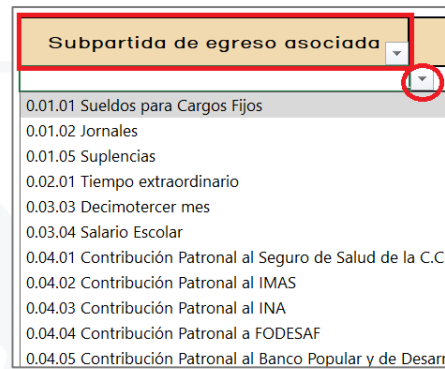 Subpartida de egreso asociada
0.01.01 Sueldos para Cargos Fijos
0.01.02 Jornales
0.01.05 Suplencias
0.02.01 Tiempo extraordinario
0.03.03 Decimotercer mes
0.03.04 Salario Escolar
0.04.01 Contribución Patronal al Seguro de Salud de la C.C
0.04.02 Contribución Patronal al IMAS
0.04.03 Contribución Patronal al INA
0.04.04 Contribución Patronal a FODESAF
0.04.05 Contribución Patronal al Banco Popular y de Desarr